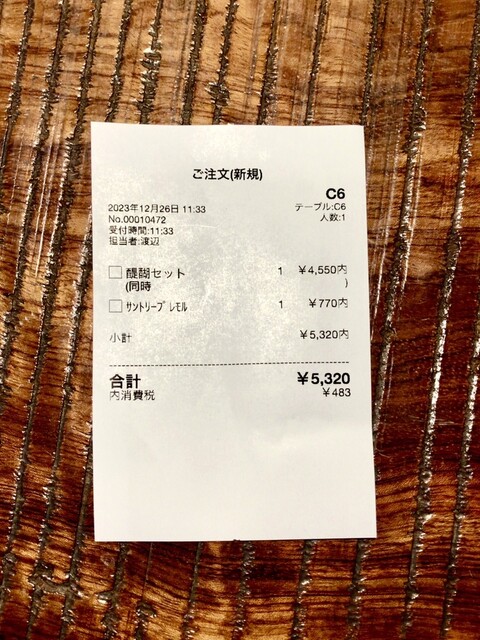 ご注文(新規)
C6
2023年12月26日 11:33 テーブル:C6
No.00010472 人数:1
受付時間:11:33
担当者:渡辺
醍醐セット 1 ￥4,550内
(同時 )
ｻﾝﾄﾘｰﾌﾟﾚﾓﾙ 1 ￥770内
小計 ￥5,320内
合計 ￥5,320
内消費税 ￥483